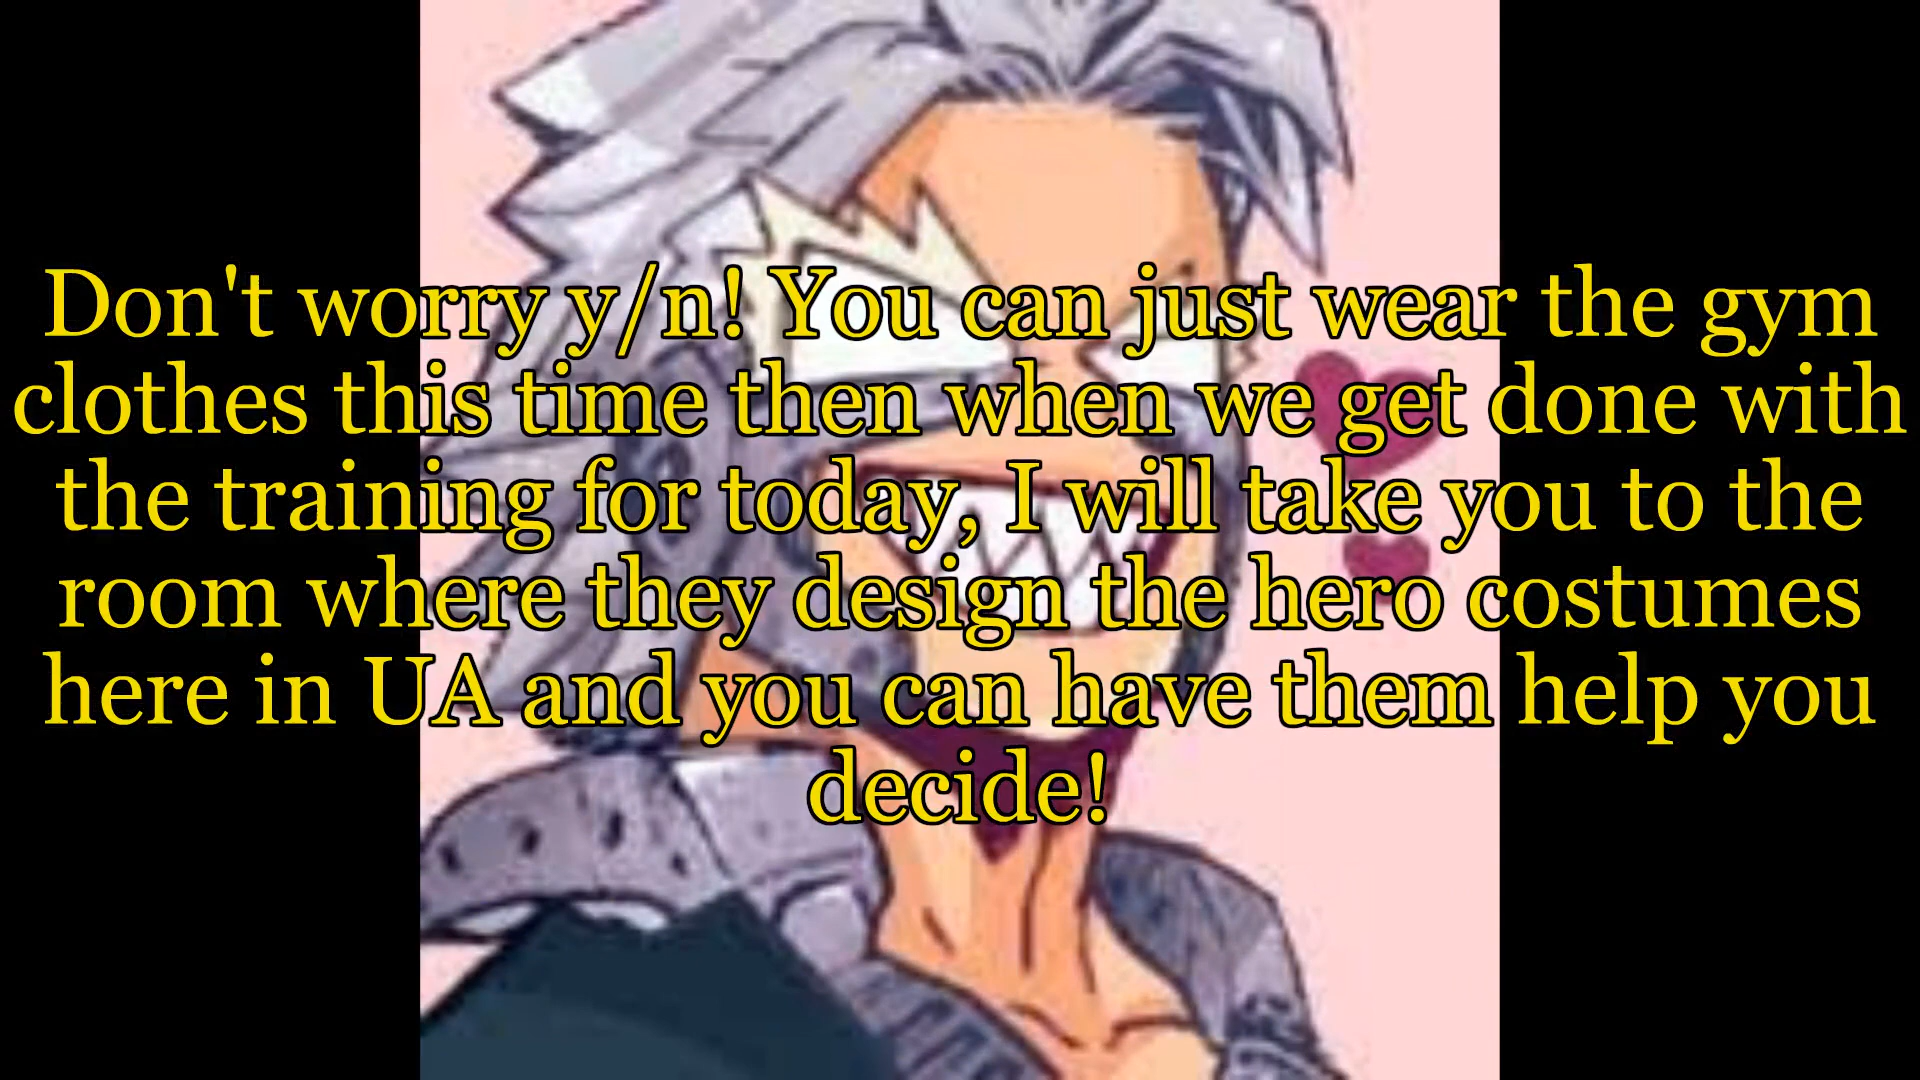 Don't worry y/n! You can just wear the gym
clothes this time then when we get done with
the training for today, I will take you to the
room where they design the hero costumes
here in UA and you can have them help you
decide!